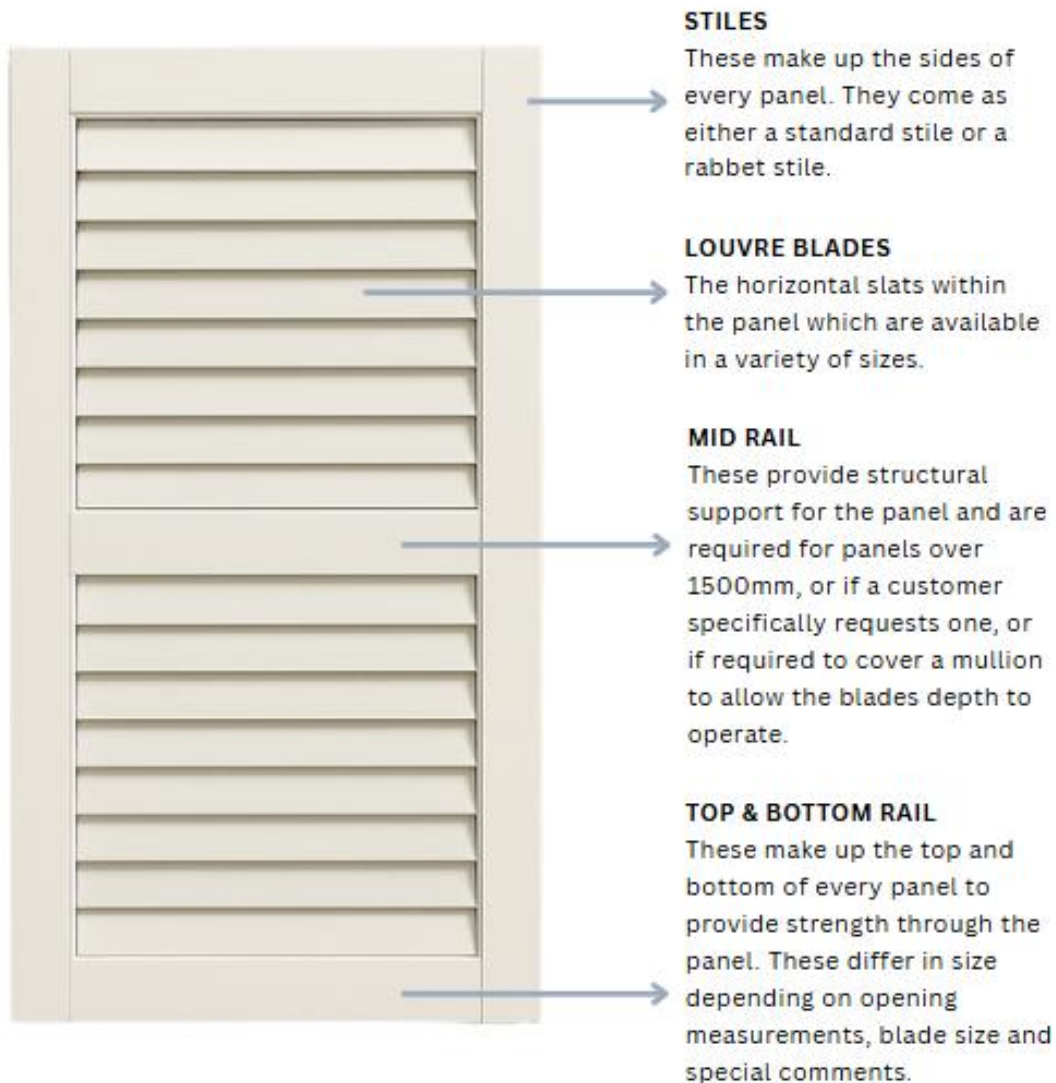 STILES
These make up the sides of
every panel. They come as
either a standard stile or a
rabbet stile.
LOUVRE BLADES
The horizontal slats within
the panel which are available
in a variety of sizes.
MID RAIL
These provide structural
support for the panel and are
required for panels over
1500mm, or if a customer
specifically requests one, or
if required to cover a mullion
to allow the blades depth to
operate.
TOP & BOTTOM RAIL
These make up the top and
bottom of every panel to
provide strength through the
panel. These differ in size
depending on opening
measurements, blade size and
special comments.